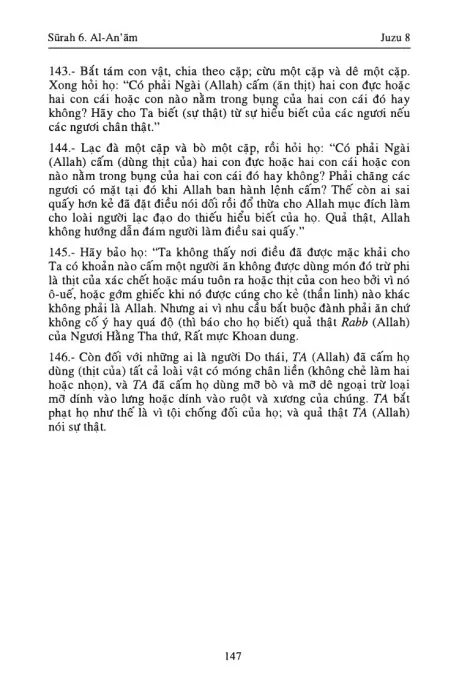 Sūrah 6. Al-An’ām
Juzu 8
143.- Bắt tám con vật, chia theo cặp; cừu một cặp và dê một cặp.
Xong hỏi họ: “Có phải Ngài (Allah) cấm (ăn thịt) hai con đực hoặc
hai con cái hoặc con nào nằm trong bụng của hai con cái đó hay
không? Hãy cho Ta biết (sự thật) từ sự hiểu biết của các ngươi nếu
các ngươi chân thật.”
144.- Lạc đà một cặp và bò một cặp, rồi hỏi họ: “Có phải Ngài
(Allah) cấm (dùng thịt của) hai con đực hoặc hai con cái hoặc con
nào nằm trong bụng của hai con cái đó hay không? Phải chăng các
ngươi có mặt tại đó khi Allah ban hành lệnh cấm? Thế còn ai sai
quấy hơn kẻ đã đặt điều nói dối rồi đổ thừa cho Allah mục đích làm
cho loài người lạc đạo do thiếu hiểu biết của họ. Quả thật, Allah
không hướng dẫn đám người làm điều sai quấy.”
145.- Hãy bảo họ: “Ta không thấy nơi điều đã được mặc khải cho
Ta có khoản nào cấm một người ăn không được dùng món đó trừ phi
là thịt của xác chết hoặc máu tuôn ra hoặc thịt của con heo bởi vì nó
ô-uế, hoặc gớm ghiếc khi nó được cúng cho kẻ (thần linh) nào khác
không phải là Allah. Nhưng ai vì nhu cầu bắt buộc đành phải ăn chứ
không cố ý hay quá độ (thì báo cho họ biết) quả thật Rabb (Allah)
của Ngươi Hằng Tha thứ, Rất mực Khoan dung.
146.- Còn đối với những ai là người Do thái, TA (Allah) đã cấm họ
dùng (thịt của) tất cả loài vật có móng chân liền (không chẻ làm hai
hoặc nhọn), và TA đã cấm họ dùng mỡ bò và mỡ dê ngoại trừ loại
mỡ dính vào lưng hoặc dính vào ruột và xương của chúng. TA bắt
phạt họ như thế là vì tội chống đối của họ; và quả thật TA (Allah)
nói sự thật.
147